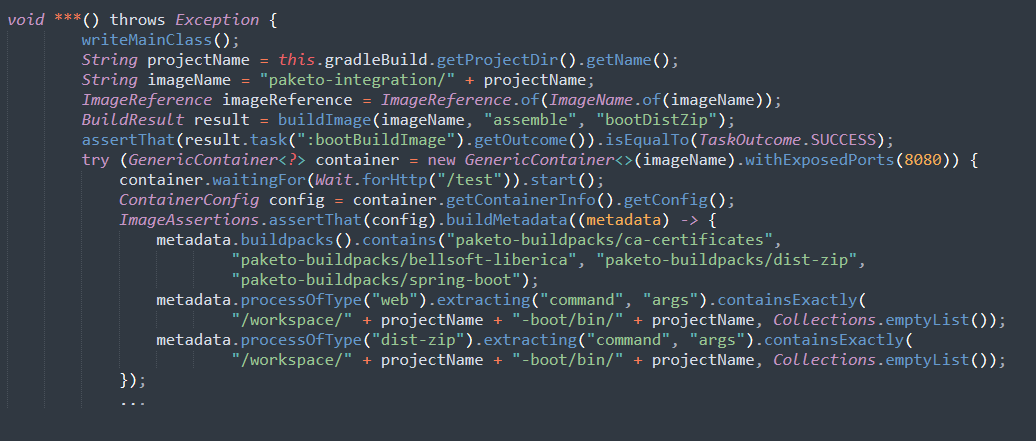 void ***() throws Exception {
writeMainClass();
String projectName = this.gradleBuild.getProjectDir().getName();
String imageName = "paketo-integration/" + projectName;
ImageReference imageReference = ImageReference.of(ImageName.of(imageName));
BuildResult result = buildImage(imageName, "assemble", "bootDistZip");
assertThat(result.task(":bootBuildImage").getOutcome()).isEqualTo(TaskOutcome.SUCCESS);
try (GenericContainer<?> container = new GenericContainer<>(imageName).withExposedPorts(8080)) {
container.waitingFor(Wait.forHttp("/test")).start();
ContainerConfig config = container.getContainerInfo().getConfig();
ImageAssertions.assertThat(config).buildMetadata((metadata) -> {
metadata.buildpacks().contains("paketo-buildpacks/ca-certificates",
"paketo-buildpacks/bellsoft-liberica", "paketo-buildpacks/dist-zip",
"paketo-buildpacks/spring-boot");
metadata.processOfType("web").extracting("command", "args").containsExactly(
"/workspace/" + projectName + "-boot/bin/" + projectName, Collections.emptyList());
metadata.processOfType("dist-zip").extracting("command", "args").containsExactly(
"/workspace/" + projectName + "-boot/bin/" + projectName, Collections.emptyList());
});
...